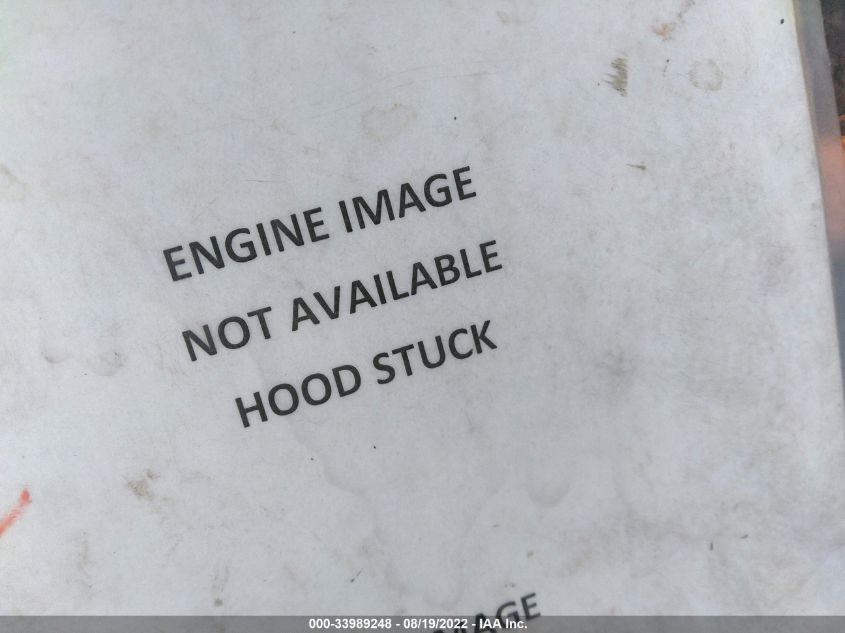 ENGINE IMAGE
NOT AVAILABLE
HOOD STUCK
000-33989248 - 08/19/2022 - IAA Inc.